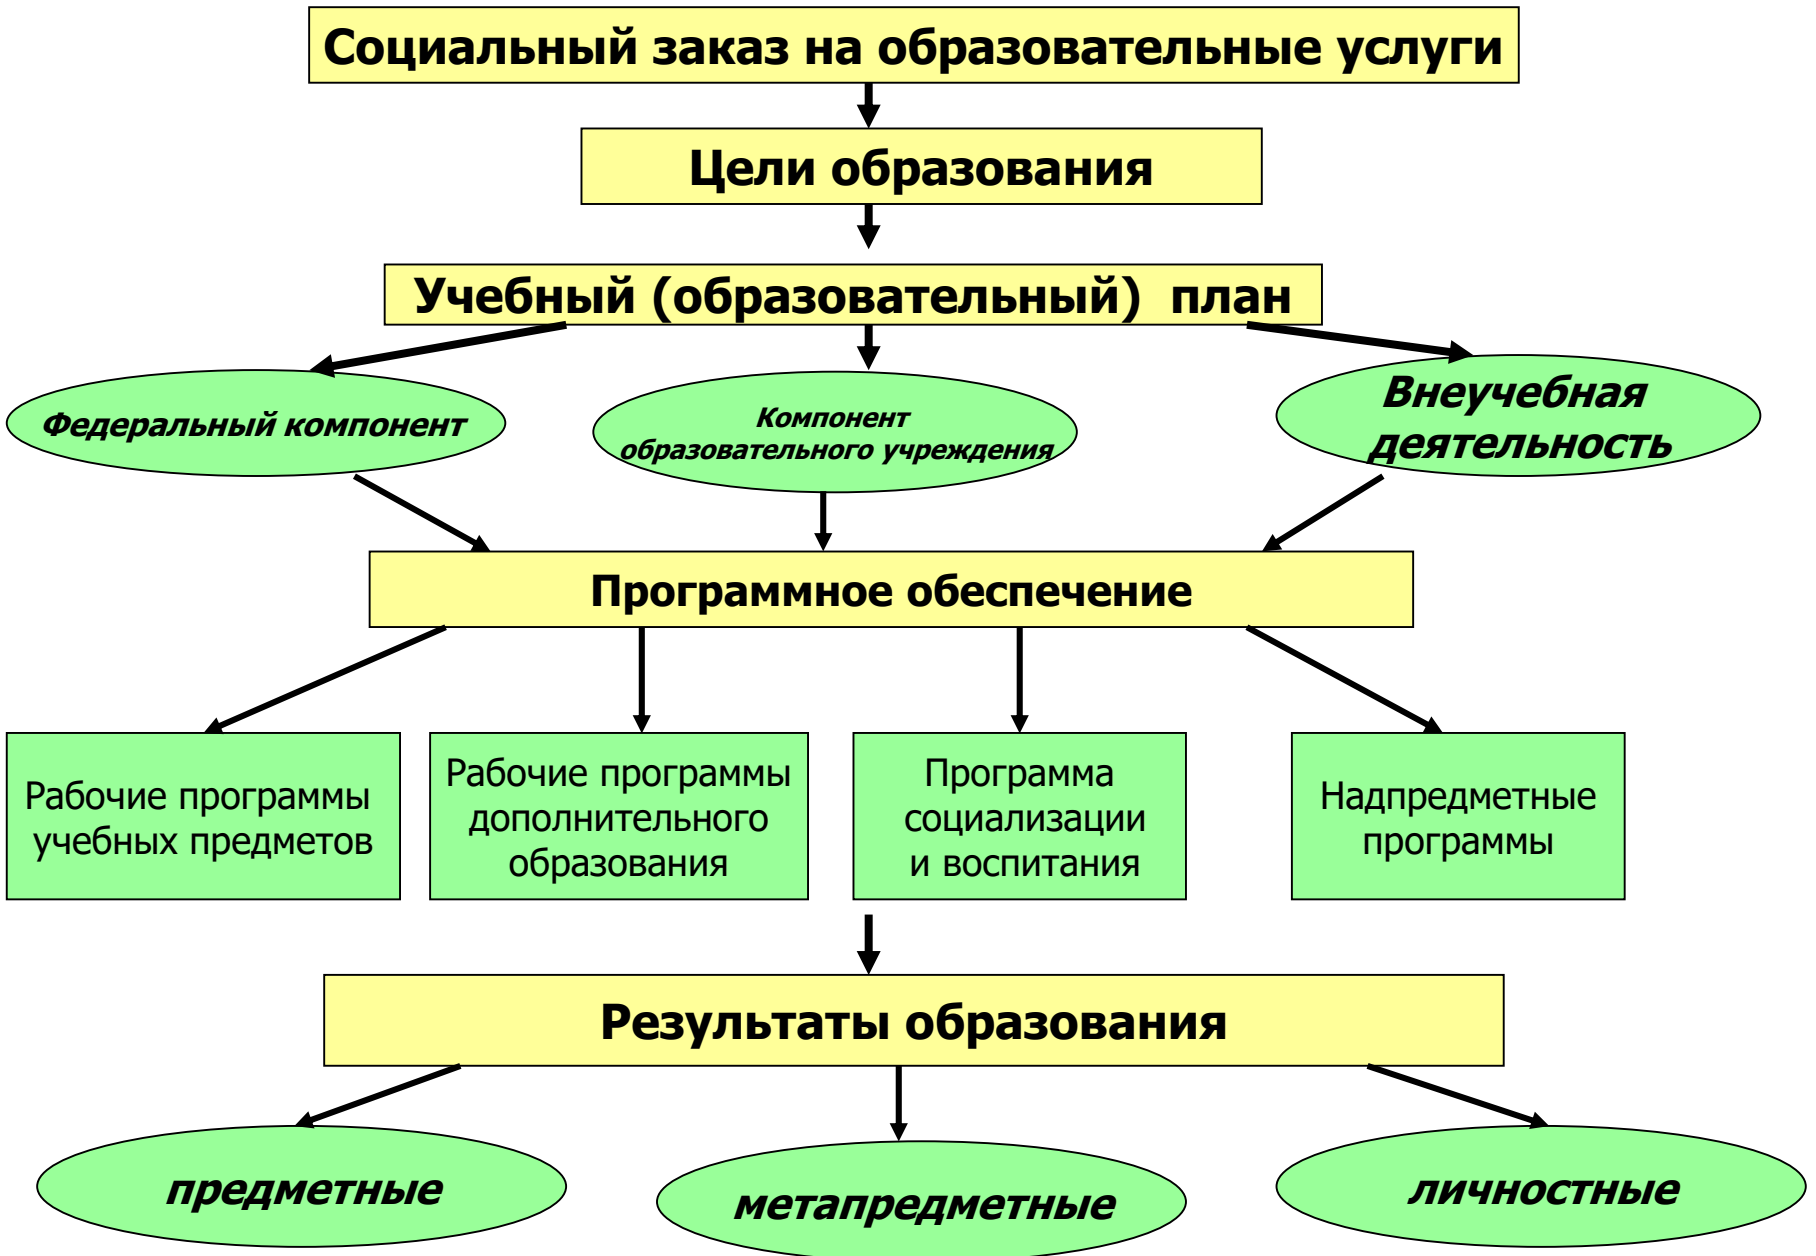 Социальный заказ на образовательные услуги
Цели образования
Учебный (образовательный) план
Федеральный компонент
Компонент
образовательного учреждения
Внеучебная
деятельность
Программное обеспечение
Рабочие программы
учебных предметов
Рабочие программы
дополнительного
образования
Программа
социализации
и воспитания
Надпредметные
программы
Результаты образования
предметные
метапредметные
личностные